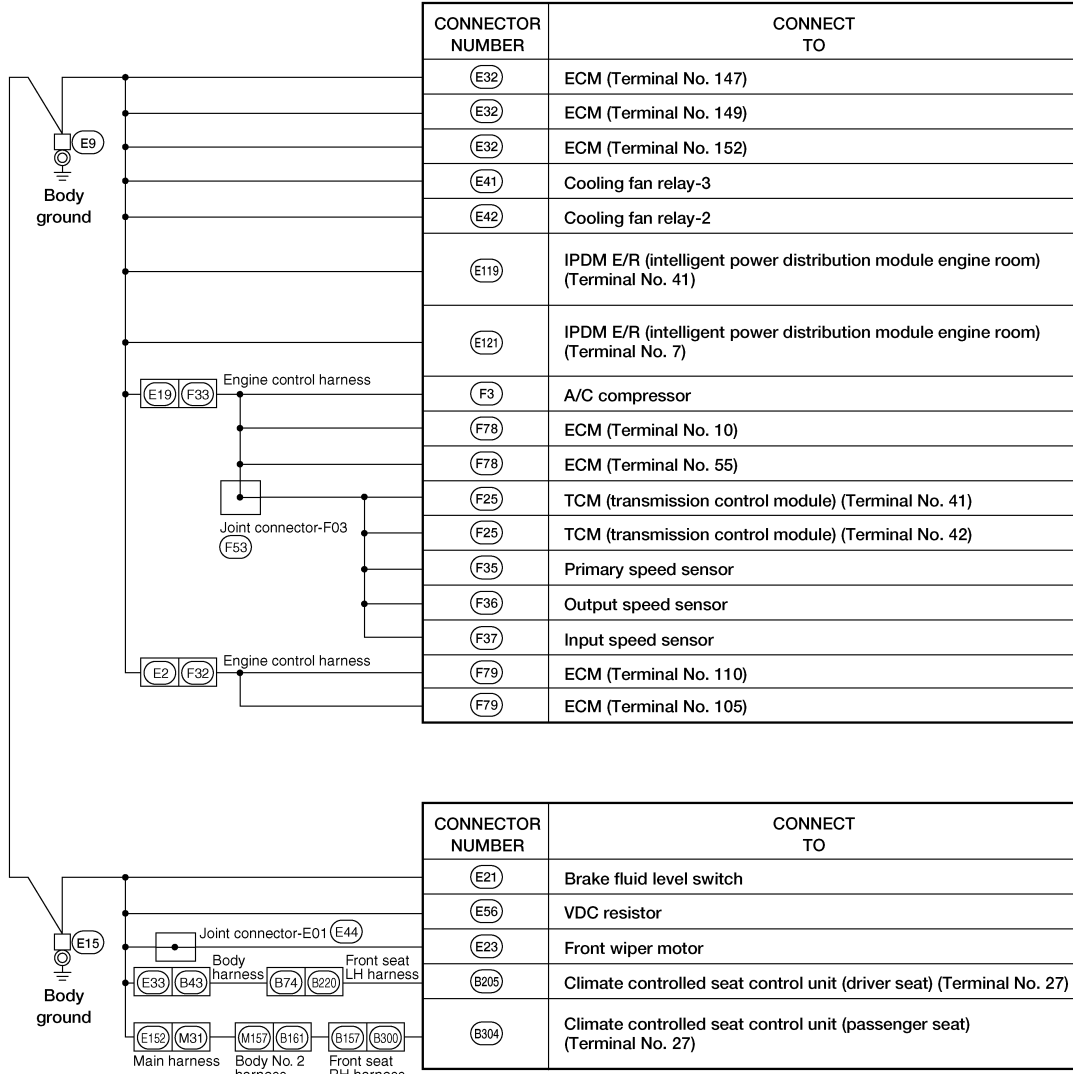 CONNECTOR NUMBER
CONNECT TO
E32 ECM (Terminal No. 147)
E32 ECM (Terminal No. 149)
E9
E32 ECM (Terminal No. 152)
Body ground
E41 Cooling fan relay-3
E42 Cooling fan relay-2
E119 IPDM E/R (intelligent power distribution module engine room)
(Terminal No. 41)
E121 IPDM E/R (intelligent power distribution module engine room)
(Terminal No. 7)
Engine control harness
E19 F33 F3 A/C compressor
F78 ECM (Terminal No. 10)
F78 ECM (Terminal No. 55)
F25 TCM (transmission control module) (Terminal No. 41)
Joint connector-F03
F53
F25 TCM (transmission control module) (Terminal No. 42)
F35 Primary speed sensor
F36 Output speed sensor
F37 Input speed sensor
Engine control harness
E2 F32 F79 ECM (Terminal No. 110)
F79 ECM (Terminal No. 105)
CONNECTOR NUMBER
CONNECT TO
E21 Brake fluid level switch
E56 VDC resistor
E15
Joint connector-E01 E44
E23 Front wiper motor
Body ground
Body harness
Front seat LH harness
E33 B43 B74 B220 B205 Climate controlled seat control unit (driver seat) (Terminal No. 27)
E152 M31 M157 B161 B157 B300 B304 Climate controlled seat control unit (passenger seat)
(Terminal No. 27)
Main harness
Body No. 2 harness
Front seat RH harness